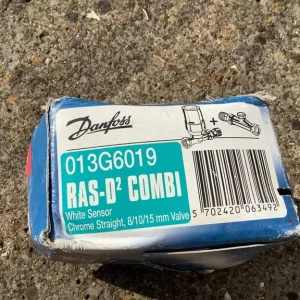 Danfoss
+
013G6019
RAS-D² COMBI
White Sensor
Chrome Straight, 8/10/15 mm Valve
5 702420 063492